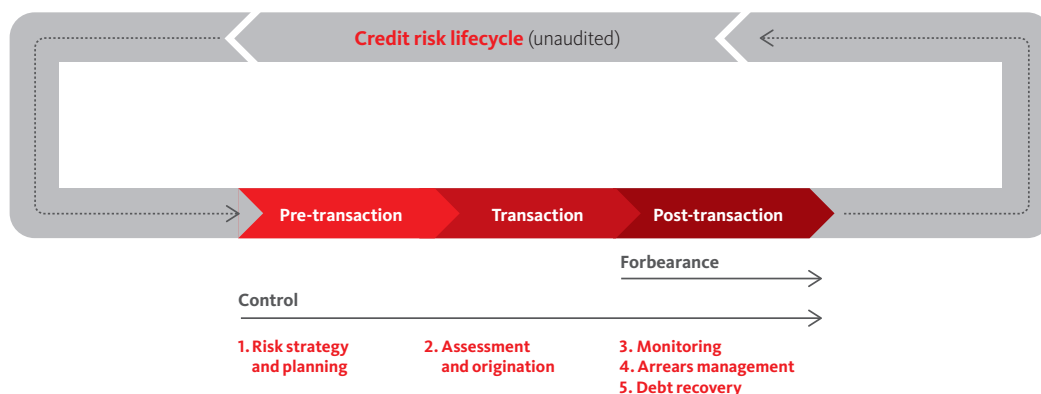 Credit risk lifecycle (unaudited)
Pre-transaction
Transaction
Post-transaction
Forbearance
Control
1. Risk strategy
and planning
2. Assessment
and origination
3. Monitoring
4. Arrears management
5. Debt recovery